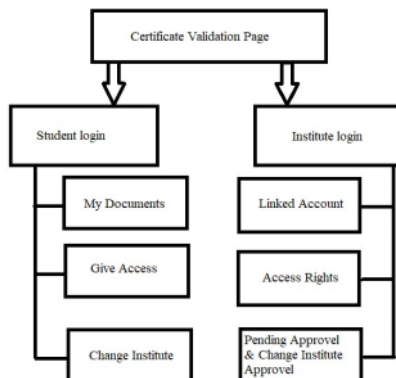 Certificate Validation Page
Student login
Institute login
My Documents
Linked Account
Give Access
Access Rights
Change Institute
Pending Approvel
& Change Institute
Approvel